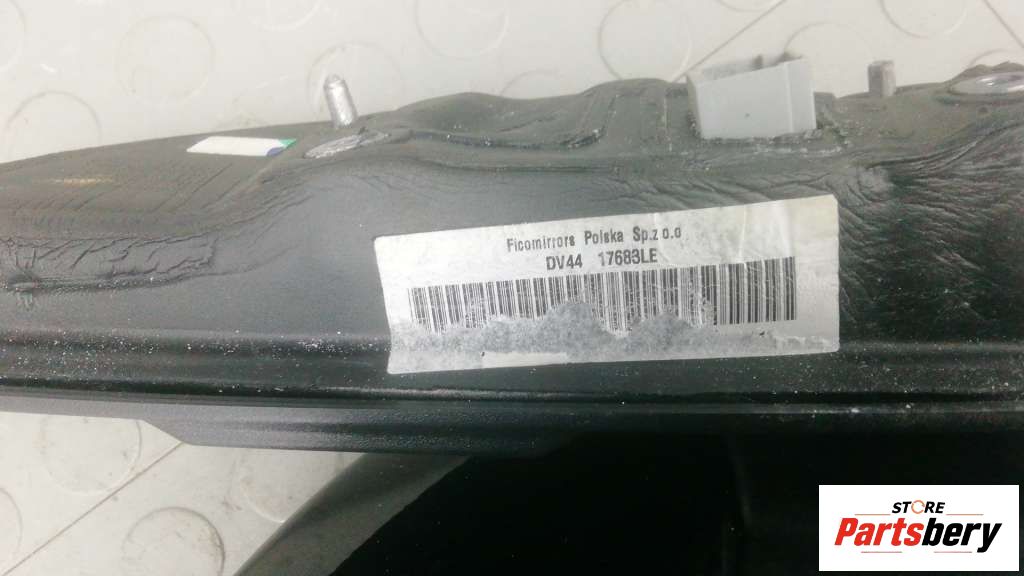 Ficomirrors Polska Sp.z o.o
DV44 17683LE
STORE
Partsbery